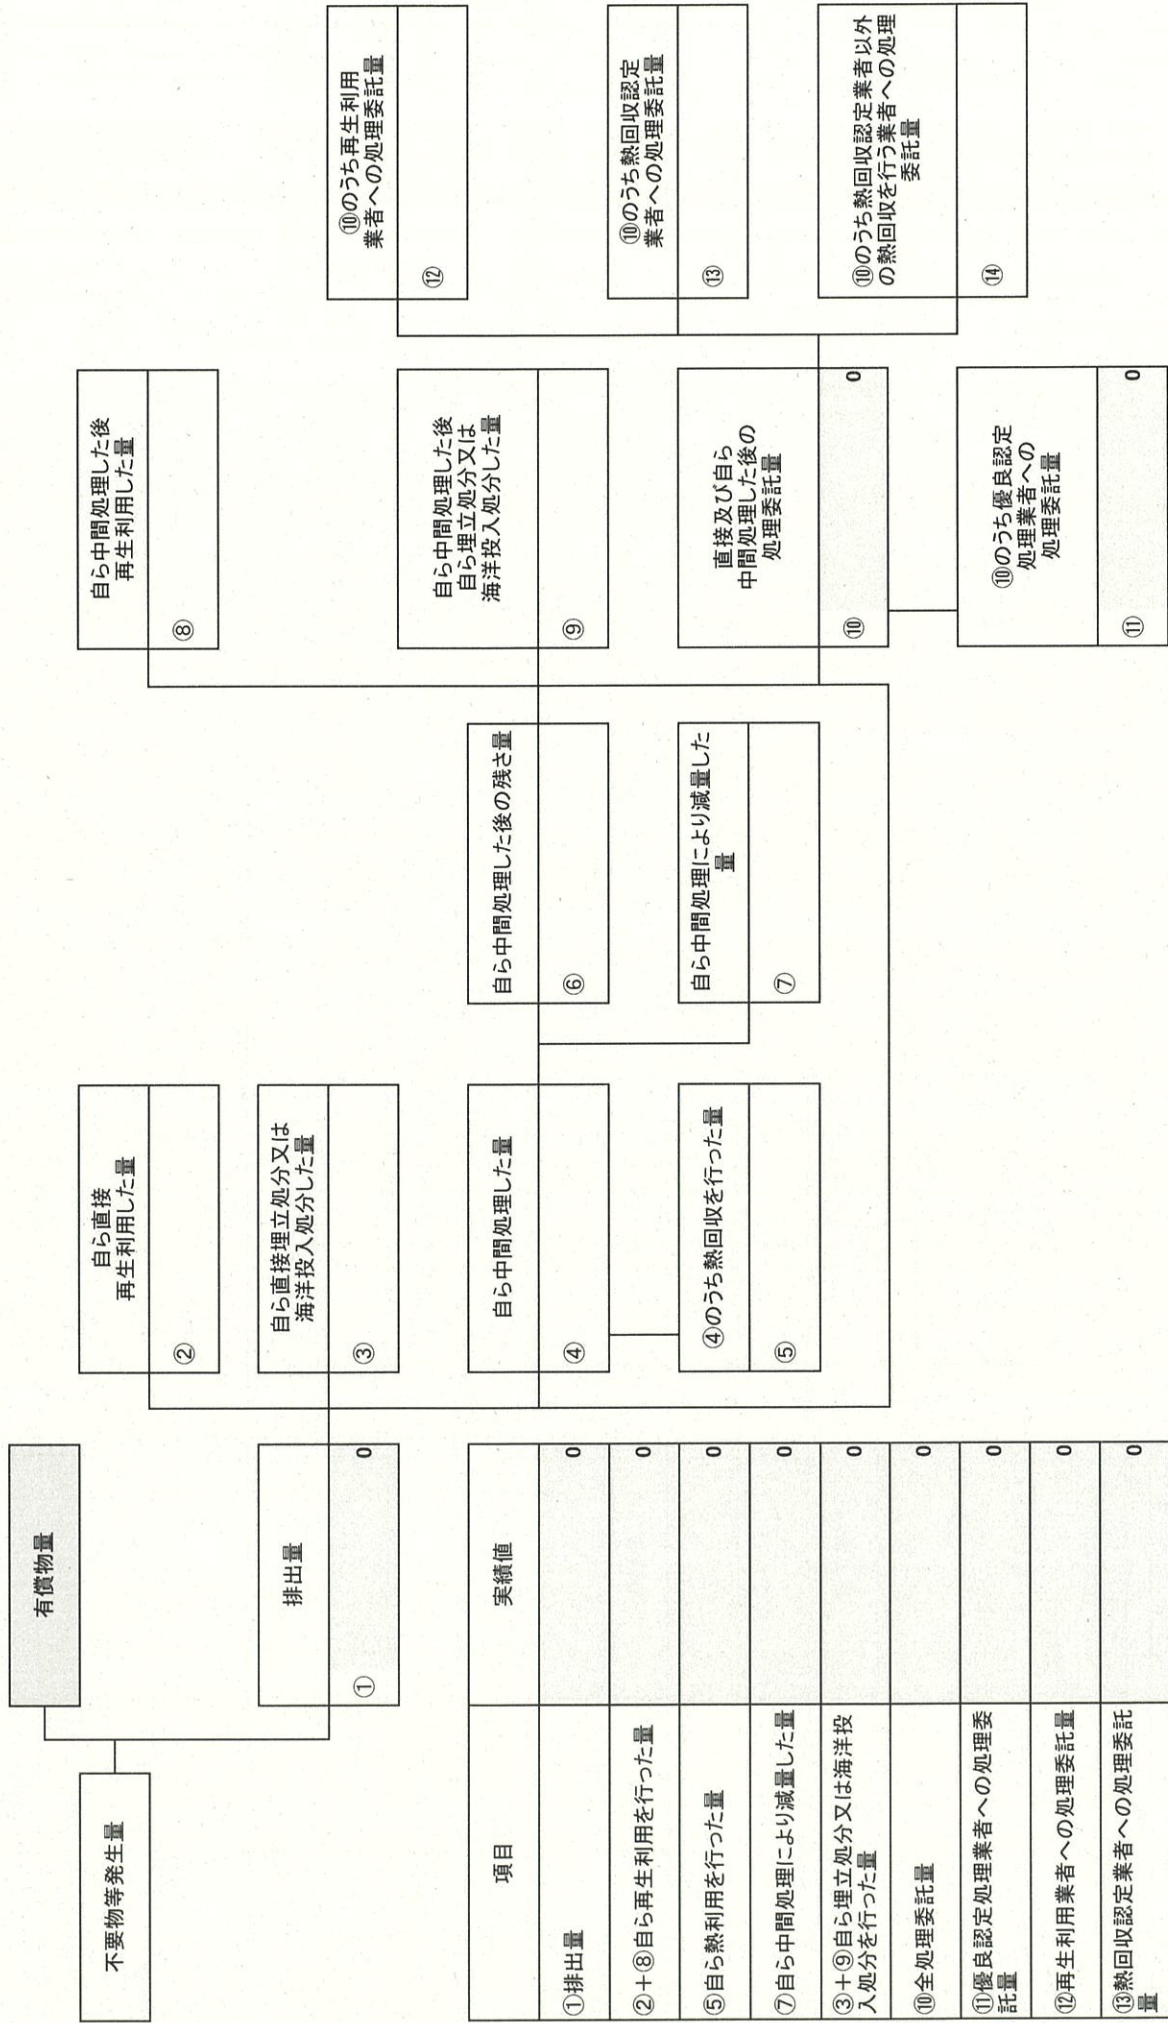 不要物等発生量
有償物量
排出量
①
0
自ら直接
再生利用した量
②
自ら直接埋立処分又は
海洋投入処分した量
③
自ら中間処理した量
④
④のうち熱回収を行った量
⑤
自ら中間処理した後の残さ量
⑥
自ら中間処理により減量した
量
⑦
自ら中間処理した後
再生利用した量
⑧
自ら中間処理した後
自ら埋立処分又は
海洋投入処分した量
⑨
直接及び自ら
中間処理した後の
処理委託量
⑩
0
⑩のうち優良認定
処理業者への
処理委託量
⑪
0
⑩のうち再生利用
業者への処理委託量
⑫
⑩のうち熱回収認定
業者への処理委託量
⑬
⑩のうち熱回収認定業者以外
の熱回収を行う業者への処理
委託量
⑭
項目 実績値
①排出量 0
②+⑧自ら再生利用を行った量 0
⑤自ら熱利用を行った量 0
⑦自ら中間処理により減量した量 0
③+⑨自ら埋立処分又は海洋投
入処分を行った量 0
⑩全処理委託量 0
⑪優良認定処理業者への処理委
託量 0
⑫再生利用業者への処理委託量 0
⑬熱回収認定業者への処理委託
量 0